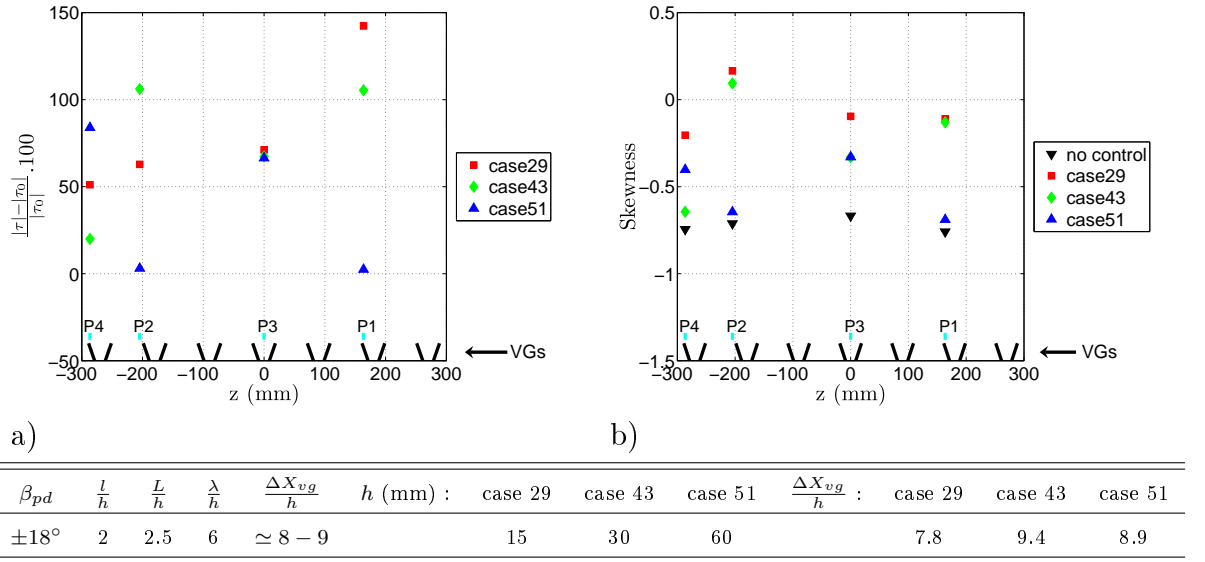 150
100
50
0
−50
|τ|−|τ0| / |τ0| .100
case29
case43
case51
P4 P2 P3 P1
VGs
−300 −200 −100 0 100 200 300
z (mm)
a)
0.5
0
−0.5
−1
−1.5
Skewness
no control
case29
case43
case51
P4 P2 P3 P1
VGs
−300 −200 −100 0 100 200 300
z (mm)
b)
βpd l/h L/h λ/h ΔXvg/h h (mm) : case 29 case 43 case 51 ΔXvg/h : case 29 case 43 case 51
±18° 2 2.5 6 ≃ 8 − 9 15 30 60 7.8 9.4 8.9